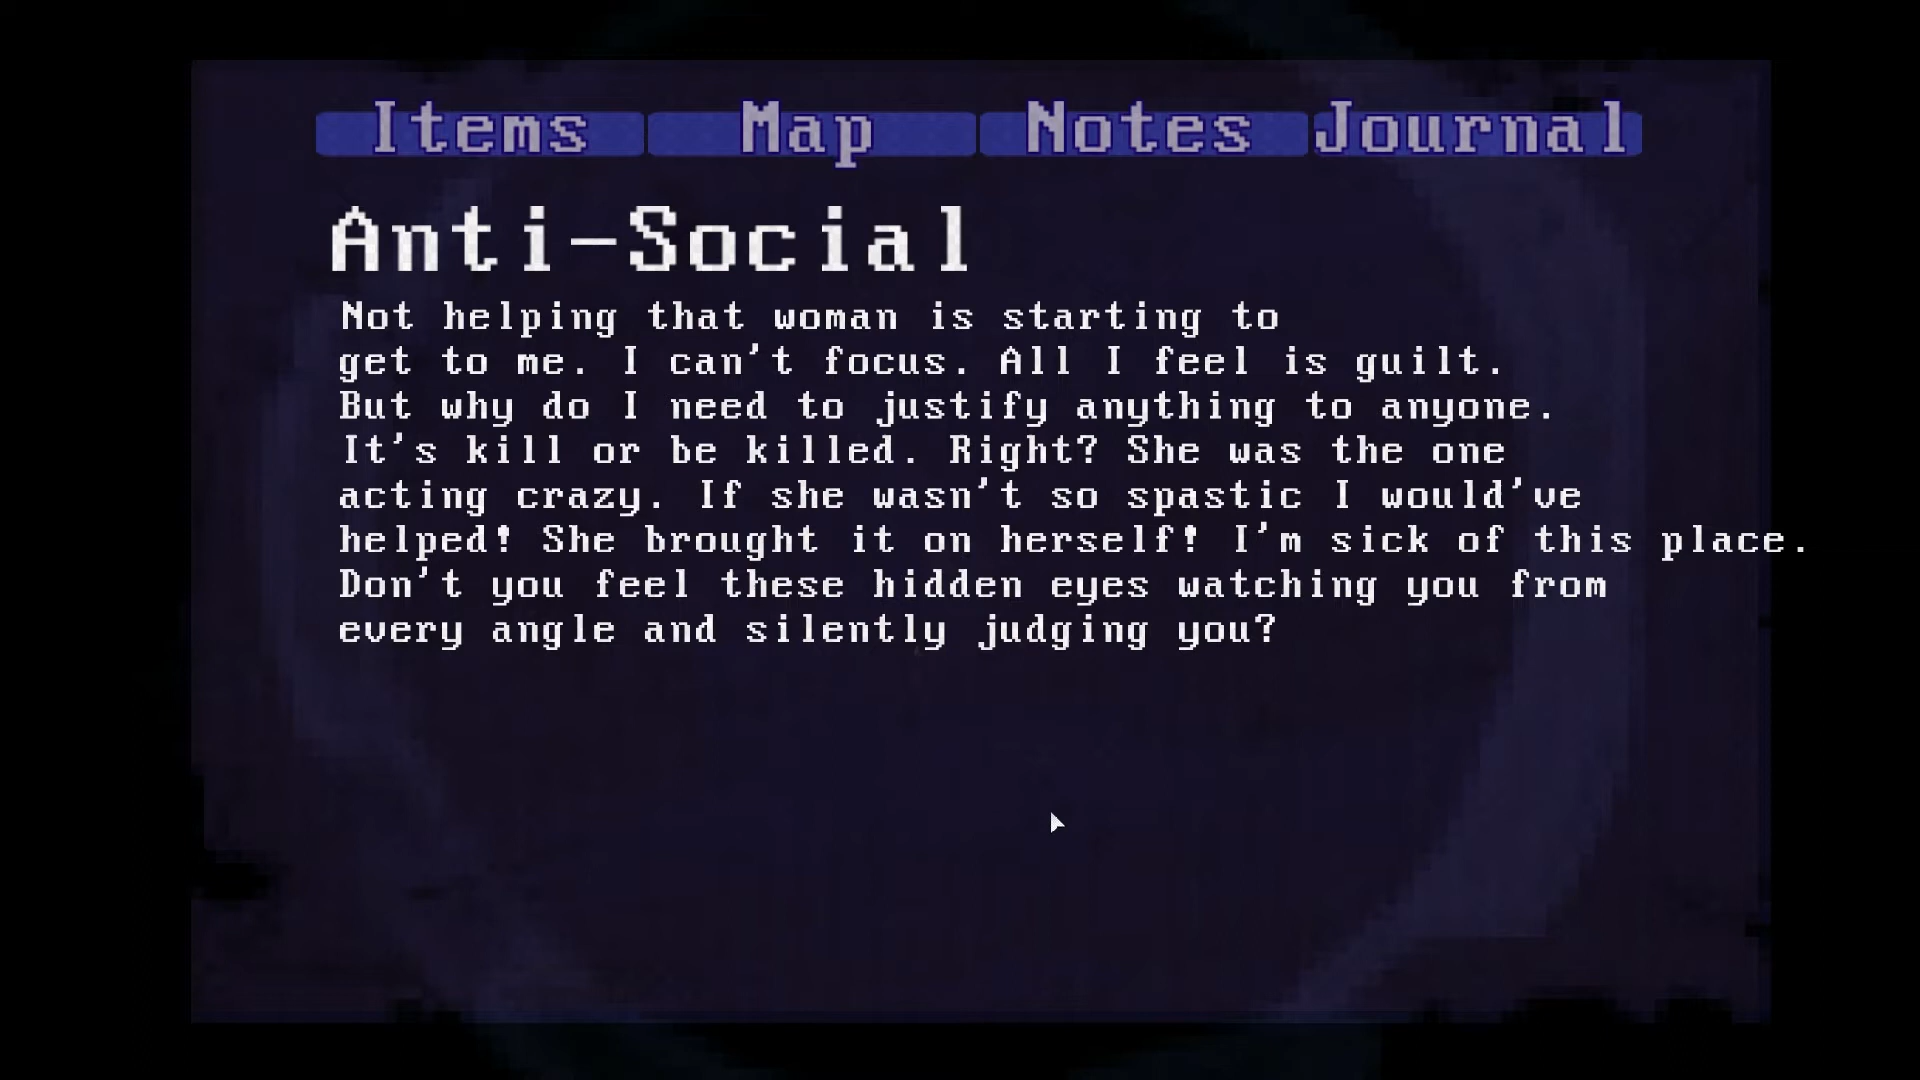 Items Map Notes Journal
Anti-Social
Not helping that woman is starting to
get to me. I can't focus. All I feel is guilt.
But why do I need to justify anything to anyone.
It's kill or be killed. Right? She was the one
acting crazy. If she wasn't so spastic I would've
helped! She brought it on herself! I'm sick of this place.
Don't you feel these hidden eyes watching you from
every angle and silently judging you?